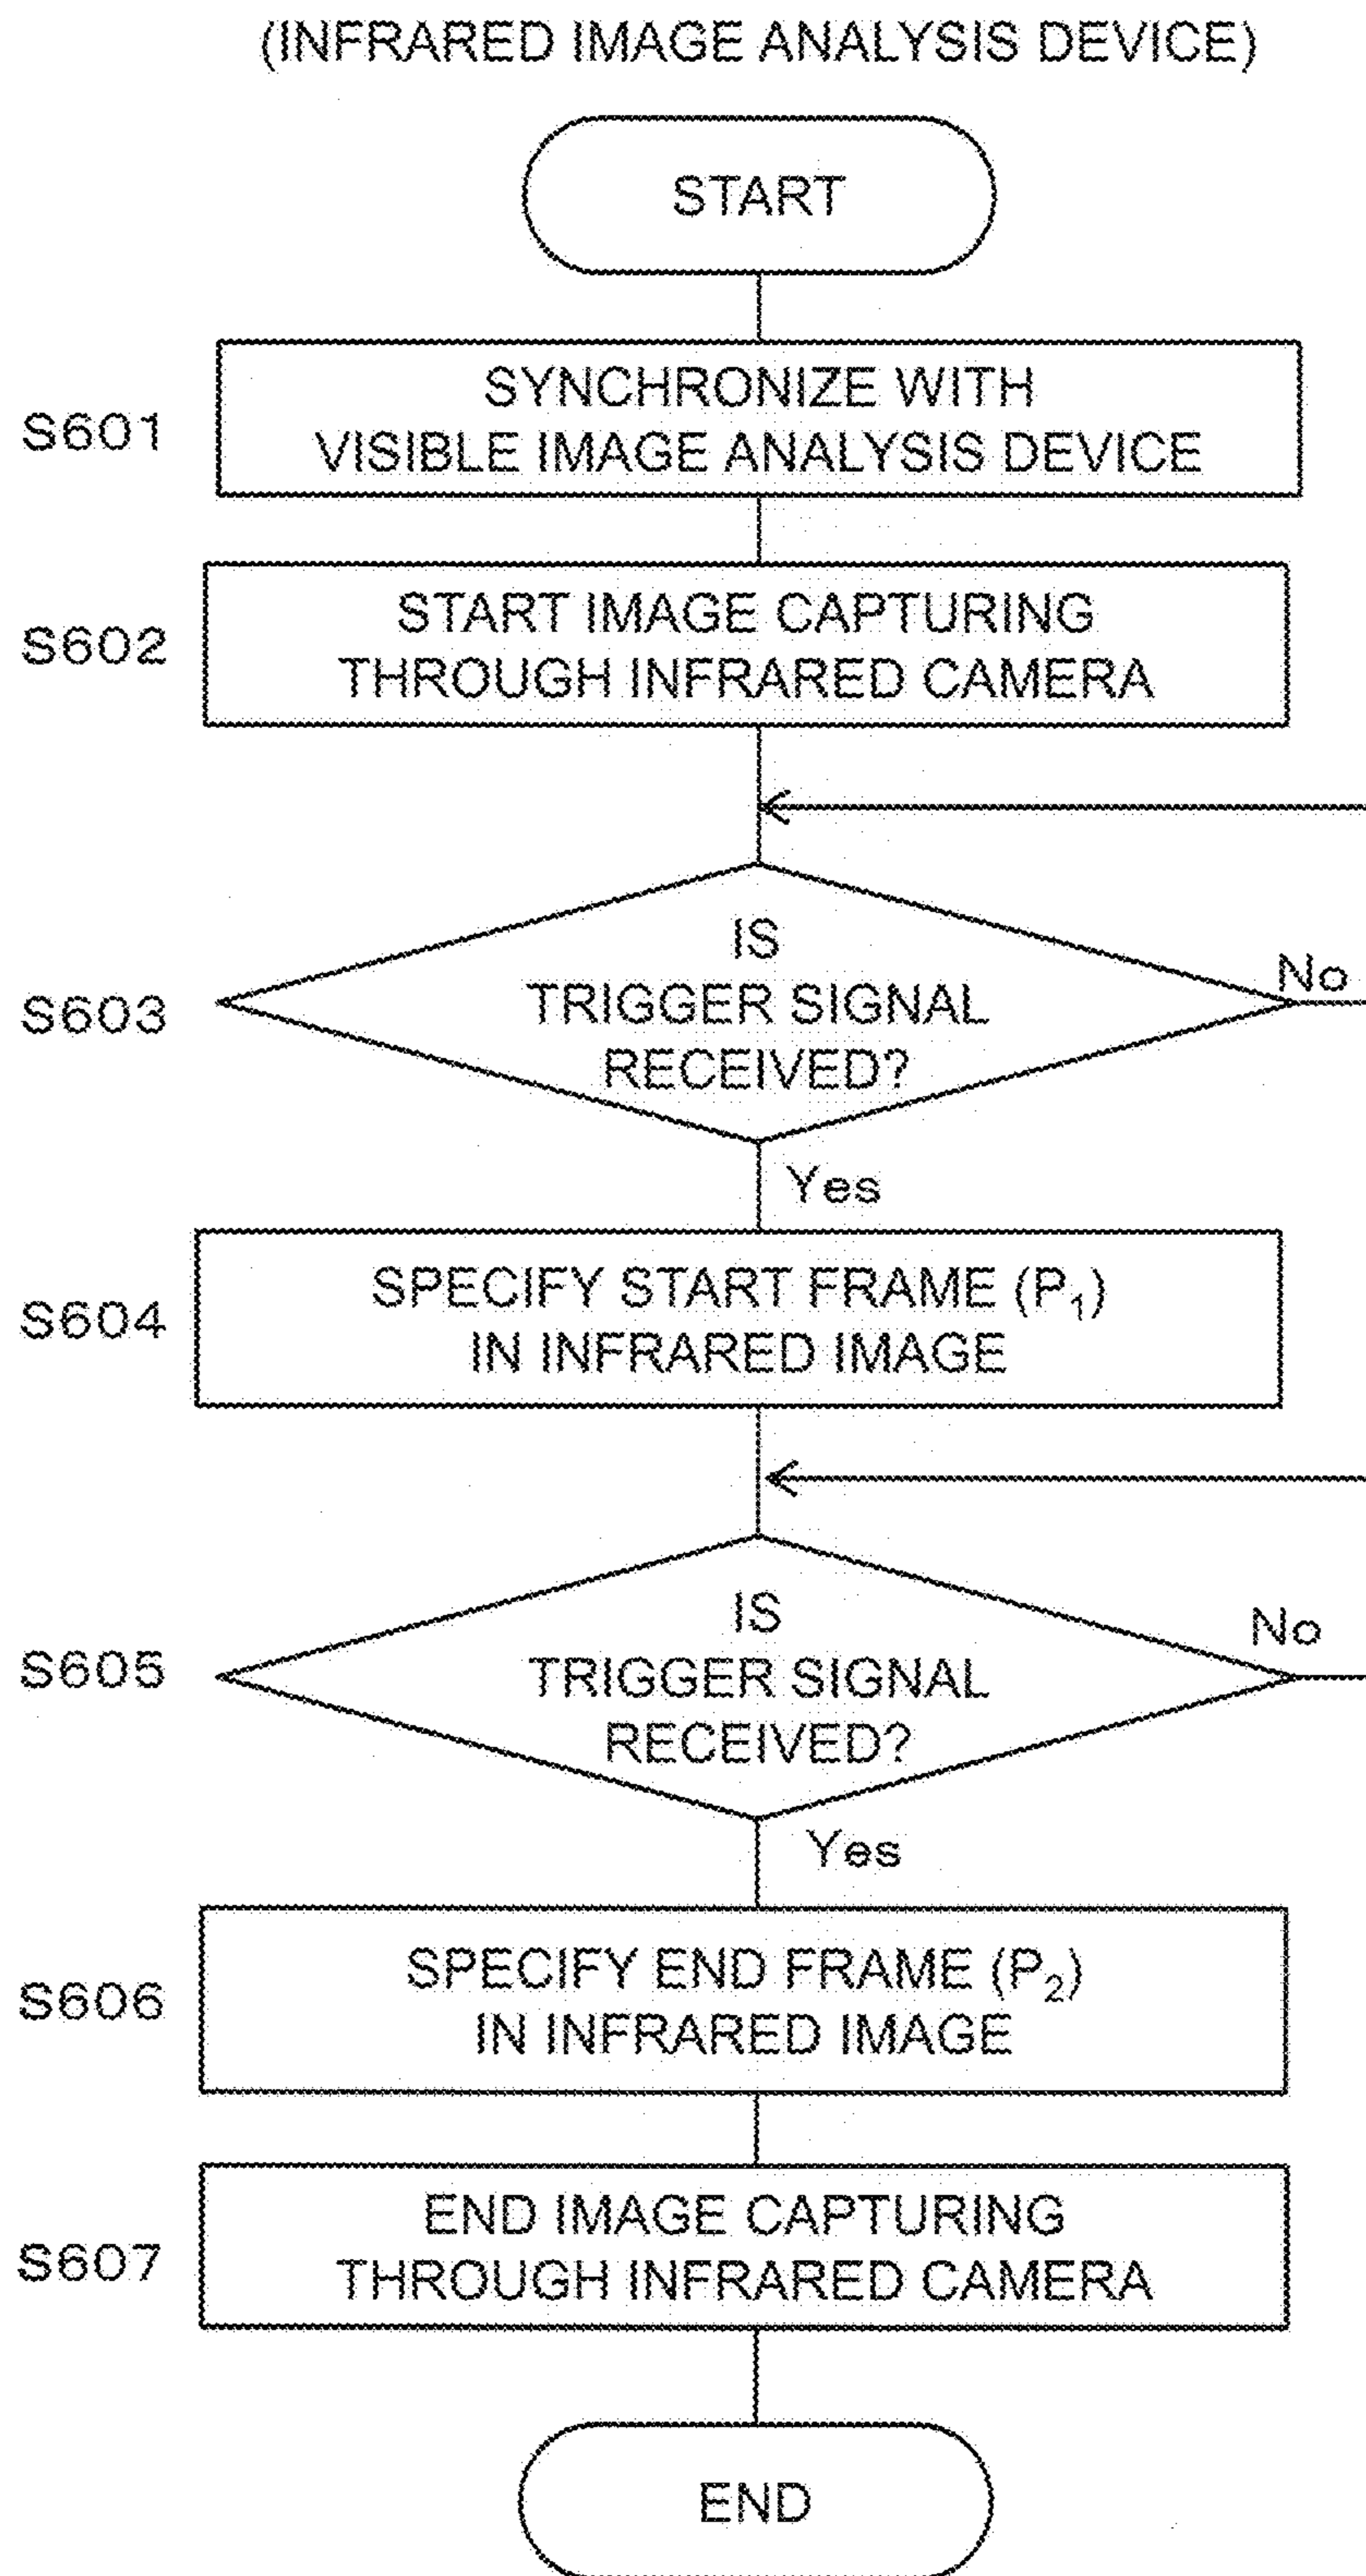 (INFRARED IMAGE ANALYSIS DEVICE)
START
S601
SYNCHRONIZE WITH
VISIBLE IMAGE ANALYSIS DEVICE
S602
START IMAGE CAPTURING
THROUGH INFRARED CAMERA
S603
IS
TRIGGER SIGNAL
RECEIVED?
No
Yes
S604
SPECIFY START FRAME (P₁)
IN INFRARED IMAGE
S605
IS
TRIGGER SIGNAL
RECEIVED?
No
Yes
S606
SPECIFY END FRAME (P₂)
IN INFRARED IMAGE
S607
END IMAGE CAPTURING
THROUGH INFRARED CAMERA
END